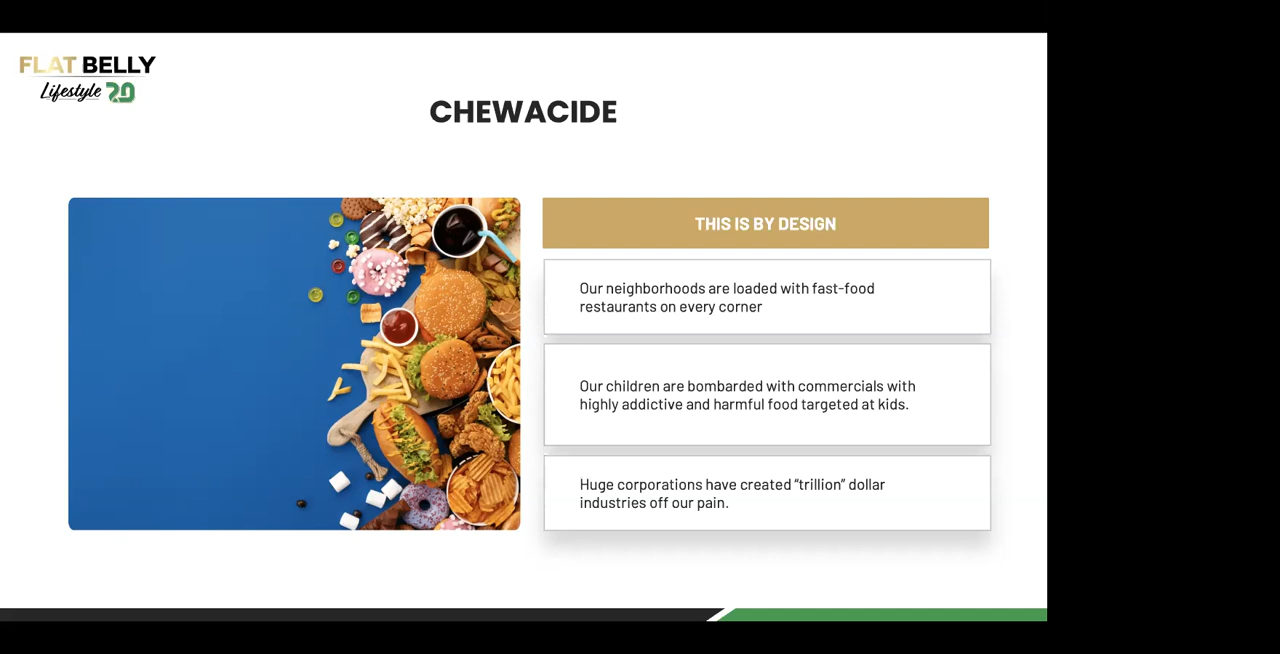 FLAT BELLY
Lifestyle 2.0
CHEWACIDE
THIS IS BY DESIGN
Our neighborhoods are loaded with fast-food
restaurants on every corner
Our children are bombarded with commercials with
highly addictive and harmful food targeted at kids.
Huge corporations have created “trillion” dollar
industries off our pain.